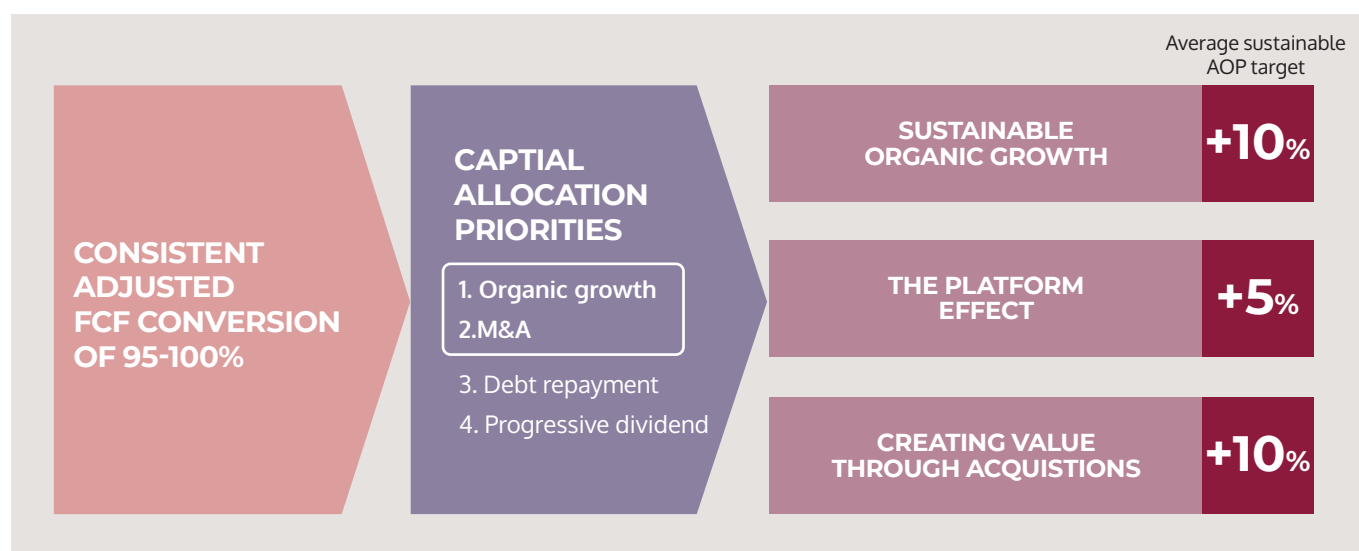 CONSISTENT
ADJUSTED
FCF CONVERSION
OF 95-100%
CAPTIAL
ALLOCATION
PRIORITIES
1. Organic growth
2.M&A
3. Debt repayment
4. Progressive dividend
Average sustainable
AOP target
SUSTAINABLE
ORGANIC GROWTH
+10%
THE PLATFORM
EFFECT
+5%
CREATING VALUE
THROUGH ACQUISTIONS
+10%